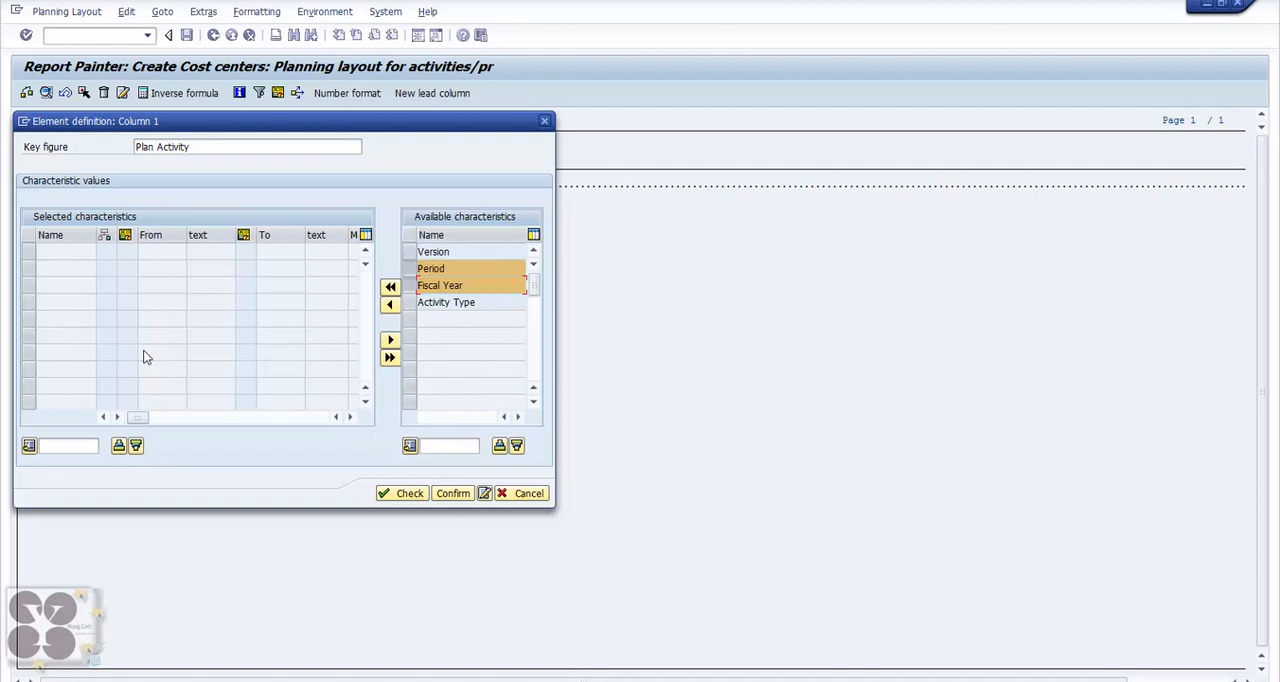 Planning Layout Edit Goto Extras Formatting Environment System Help
Report Painter: Create Cost centers: Planning layout for activities/pr
Inverse formula Number format New lead column
Element definition: Column 1
Page 1 / 1
Key figure Plan Activity
Characteristic values
Selected characteristics
Available characteristics
Name From text To text M
Name
Version
Period
Fiscal Year
Activity Type
Check Confirm Cancel